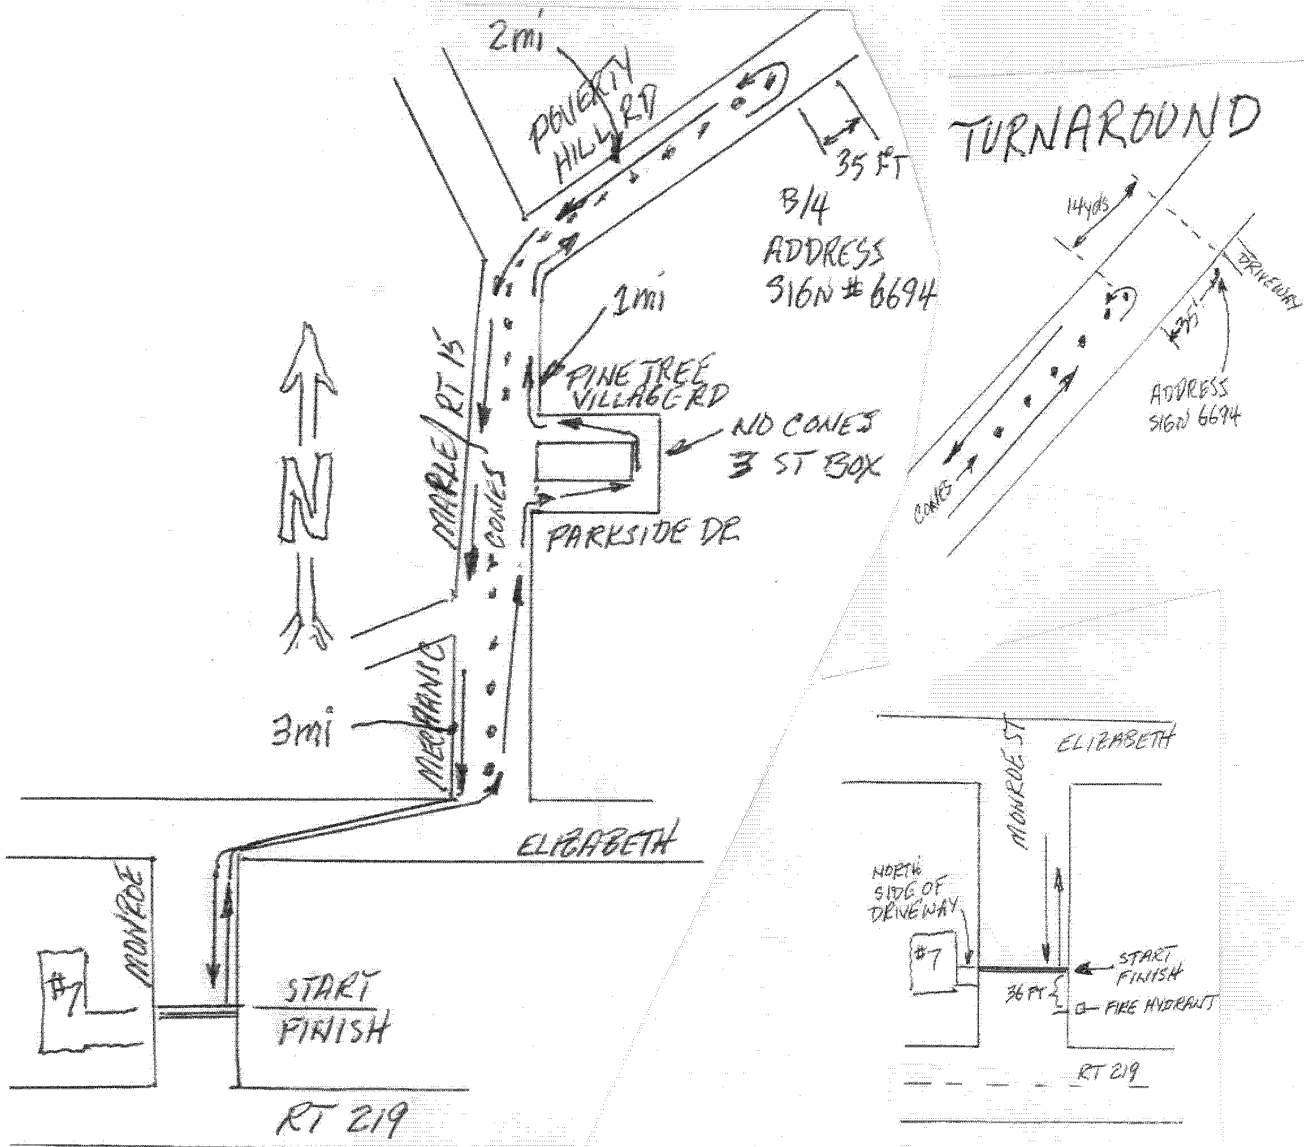 2mi
POVERTY
HILL RD
35 FT
B/4
ADDRESS
SIGN # 6694
1mi
PINE TREE
VILLAGE RD
NO CONES
3 ST BOX
MAPLE/RT 15
CONES
PARKSIDE DR
N
MECHANIC
3mi
ELIZABETH
MONROE
#7
START
FINISH
RT 219
TURNAROUND
14yds
DRIVEWAY
35'
ADDRESS
SIGN 6694
CONES
MONROE ST
ELIZABETH
NORTH
SIDE OF
DRIVEWAY
#7
START
FINISH
36 FT
FIRE HYDRANT
RT 219